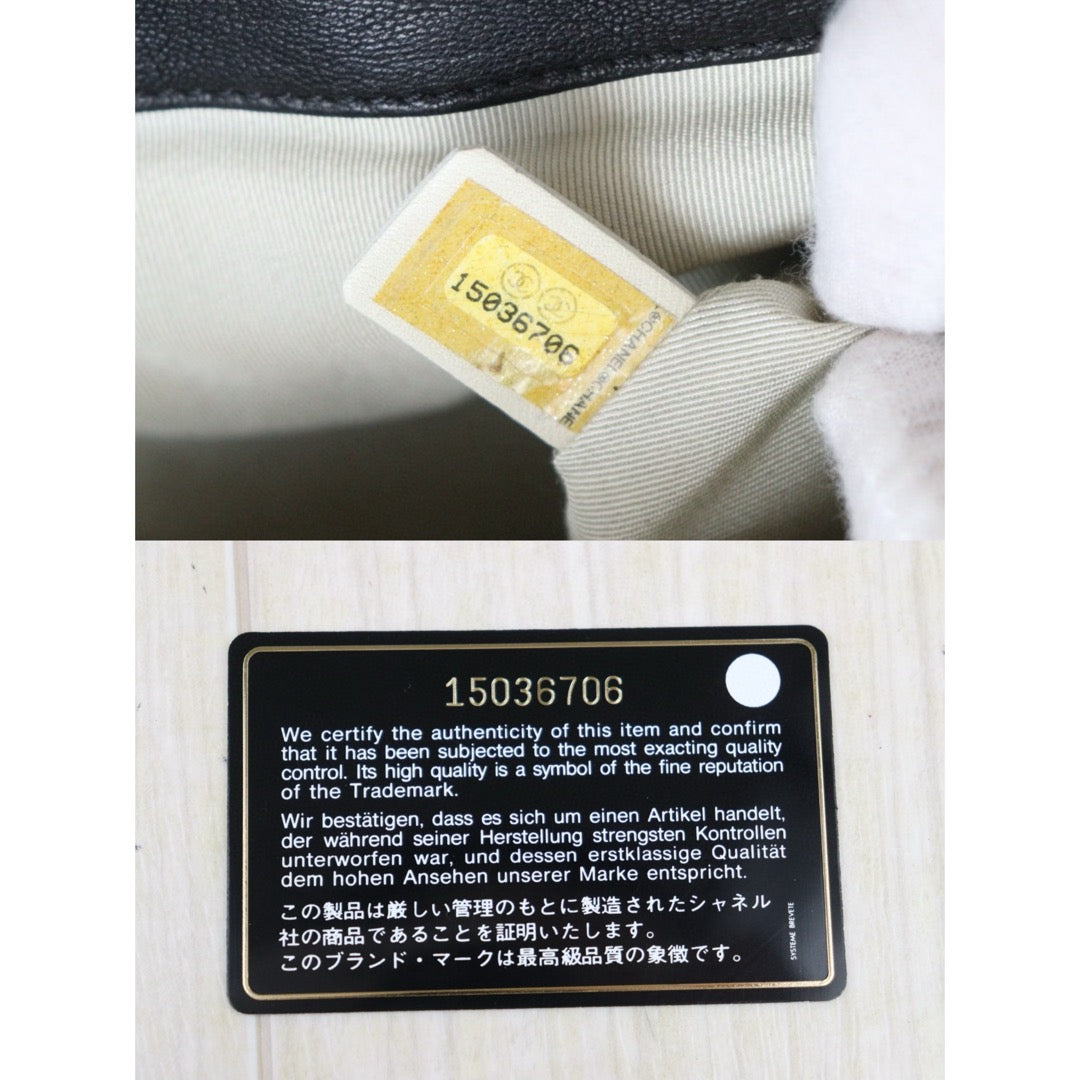 15036706
©CHANEL ©CHANEL
15036706
We certify the authenticity of this item and confirm
that it has been subjected to the most exacting quality
control. Its high quality is a symbol of the fine reputation
of the Trademark.
Wir bestätigen, dass es sich um einen Artikel handelt,
der während seiner Herstellung strengsten Kontrollen
unterworfen war, und dessen erstklassige Qualität
dem hohen Ansehen unserer Marke entspricht.
この製品は厳しい管理のもとに製造されたシャネル
社の商品であることを証明いたします。
このブランド・マークは最高級品質の象徴です。
SYSTEME BREVETE